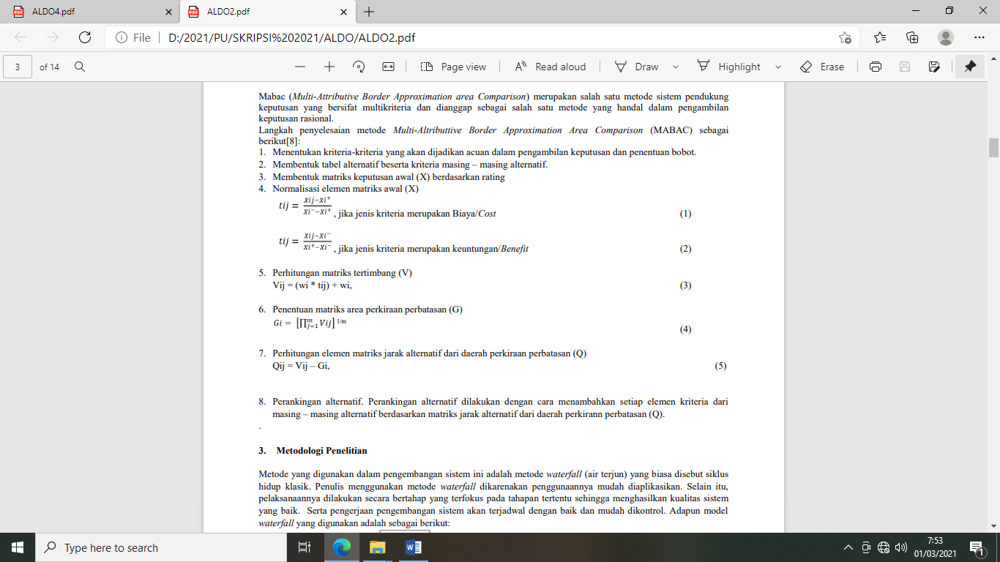 ALDO4.pdf
ALDO2.pdf
File
D:/2021/PU/SKRIPSI%202021/ALDO/ALDO2.pdf
3 of 14
Page view
Read aloud
Draw
Highlight
Erase
Mabac (Multi-Attributive Border Approximation area Comparison) merupakan salah satu metode sistem pendukung
keputusan yang bersifat multikriteria dan dianggap sebagai salah satu metode yang handal dalam pengambilan
keputusan rasional.
Langkah penyelesaian metode Multi-Altributtive Border Approximation Area Comparison (MABAC) sebagai
berikut[8]:
1. Menentukan kriteria-kriteria yang akan dijadikan acuan dalam pengambilan keputusan dan penentuan bobot.
2. Membentuk tabel alternatif beserta kriteria masing – masing alternatif.
3. Membentuk matriks keputusan awal (X) berdasarkan rating
4. Normalisasi elemen matriks awal (X)
tij = (Xij−Xi⁺)/(Xi⁻−Xi⁺) , jika jenis kriteria merupakan Biaya/Cost (1)
tij = (Xij−Xi⁻)/(Xi⁺−Xi⁻) , jika jenis kriteria merupakan keuntungan/Benefit (2)
5. Perhitungan matriks tertimbang (V)
Vij = (wi * tij) + wi, (3)
6. Penentuan matriks area perkiraan perbatasan (G)
Gi = [∏ᵐⱼ₌₁ Vij] 1/m
(4)
7. Perhitungan elemen matriks jarak alternatif dari daerah perkiraan perbatasan (Q)
Qij = Vij – Gi, (5)
8. Perankingan alternatif. Perankingan alternatif dilakukan dengan cara menambahkan setiap elemen kriteria dari
masing – masing alternatif berdasarkan matriks jarak alternatif dari daerah perkirann perbatasan (Q).
.
3. Metodologi Penelitian
Metode yang digunakan dalam pengembangan sistem ini adalah metode waterfall (air terjun) yang biasa disebut siklus
hidup klasik. Penulis menggunakan metode waterfall dikarenakan penggunaannya mudah diaplikasikan. Selain itu,
pelaksanaannya dilakukan secara bertahap yang terfokus pada tahapan tertentu sehingga menghasilkan kualitas sistem
yang baik. Serta pengerjaan pengembangan sistem akan terjadwal dengan baik dan mudah dikontrol. Adapun model
waterfall yang digunakan adalah sebagai berikut:
Type here to search
7:53
01/03/2021
1